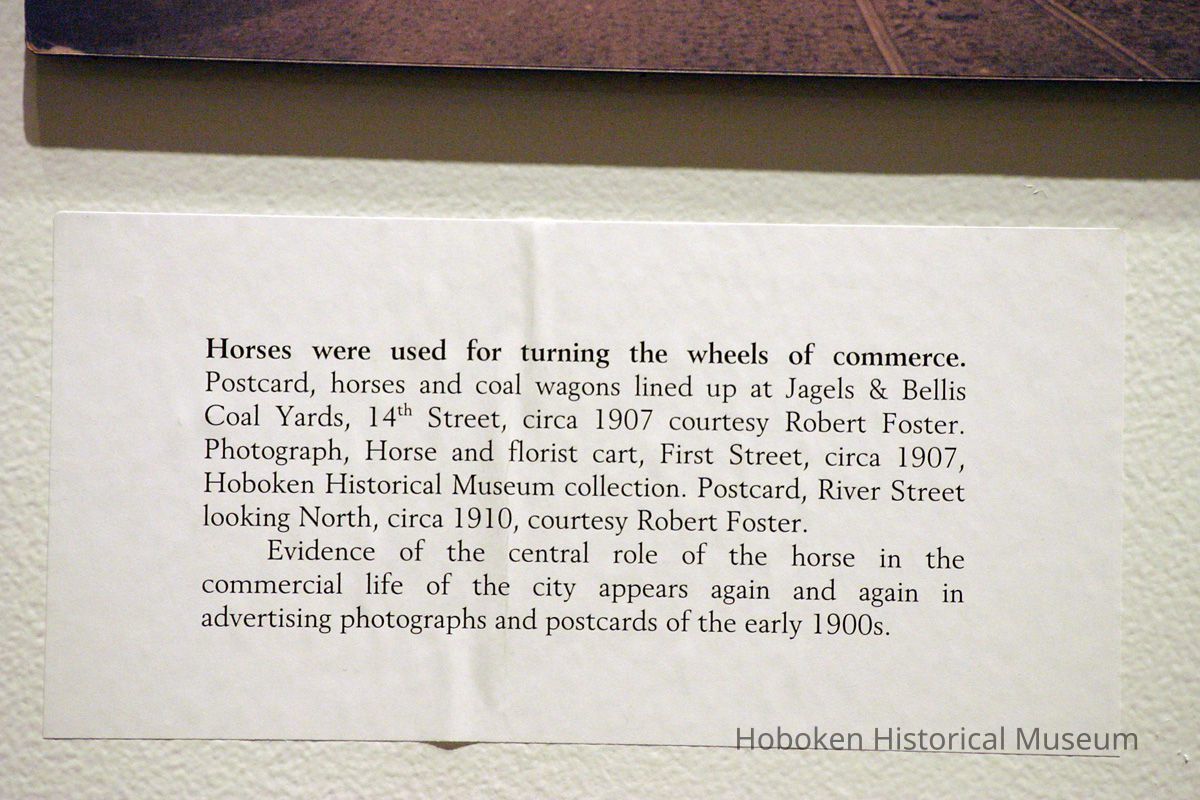 Horses were used for turning the wheels of commerce.
Postcard, horses and coal wagons lined up at Jagels & Bellis
Coal Yards, 14th Street, circa 1907 courtesy Robert Foster.
Photograph, Horse and florist cart, First Street, circa 1907,
Hoboken Historical Museum collection. Postcard, River Street
looking North, circa 1910, courtesy Robert Foster.
Evidence of the central role of the horse in the
commercial life of the city appears again and again in
advertising photographs and postcards of the early 1900s.
Hoboken Historical Museum